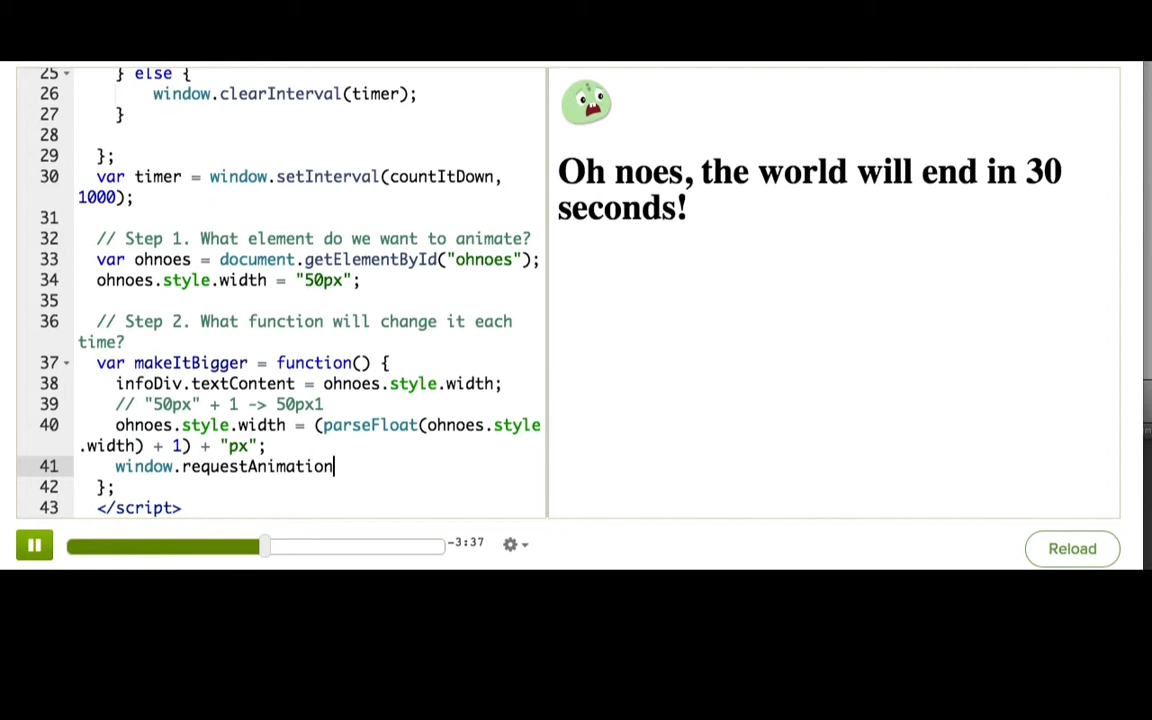 25 } else {
26 window.clearInterval(timer);
27 }
28
29 };
30 var timer = window.setInterval(countItDown,
1000);
31
32 // Step 1. What element do we want to animate?
33 var ohnoes = document.getElementById("ohnoes");
34 ohnoes.style.width = "50px";
35
36 // Step 2. What function will change it each
time?
37 var makeItBigger = function() {
38 infoDiv.textContent = ohnoes.style.width;
39 // "50px" + 1 -> 50px1
40 ohnoes.style.width = (parseFloat(ohnoes.style
.width) + 1) + "px";
41 window.requestAnimation
42 };
43 </script>
Oh noes, the world will end in 30
seconds!
-3:37
Reload